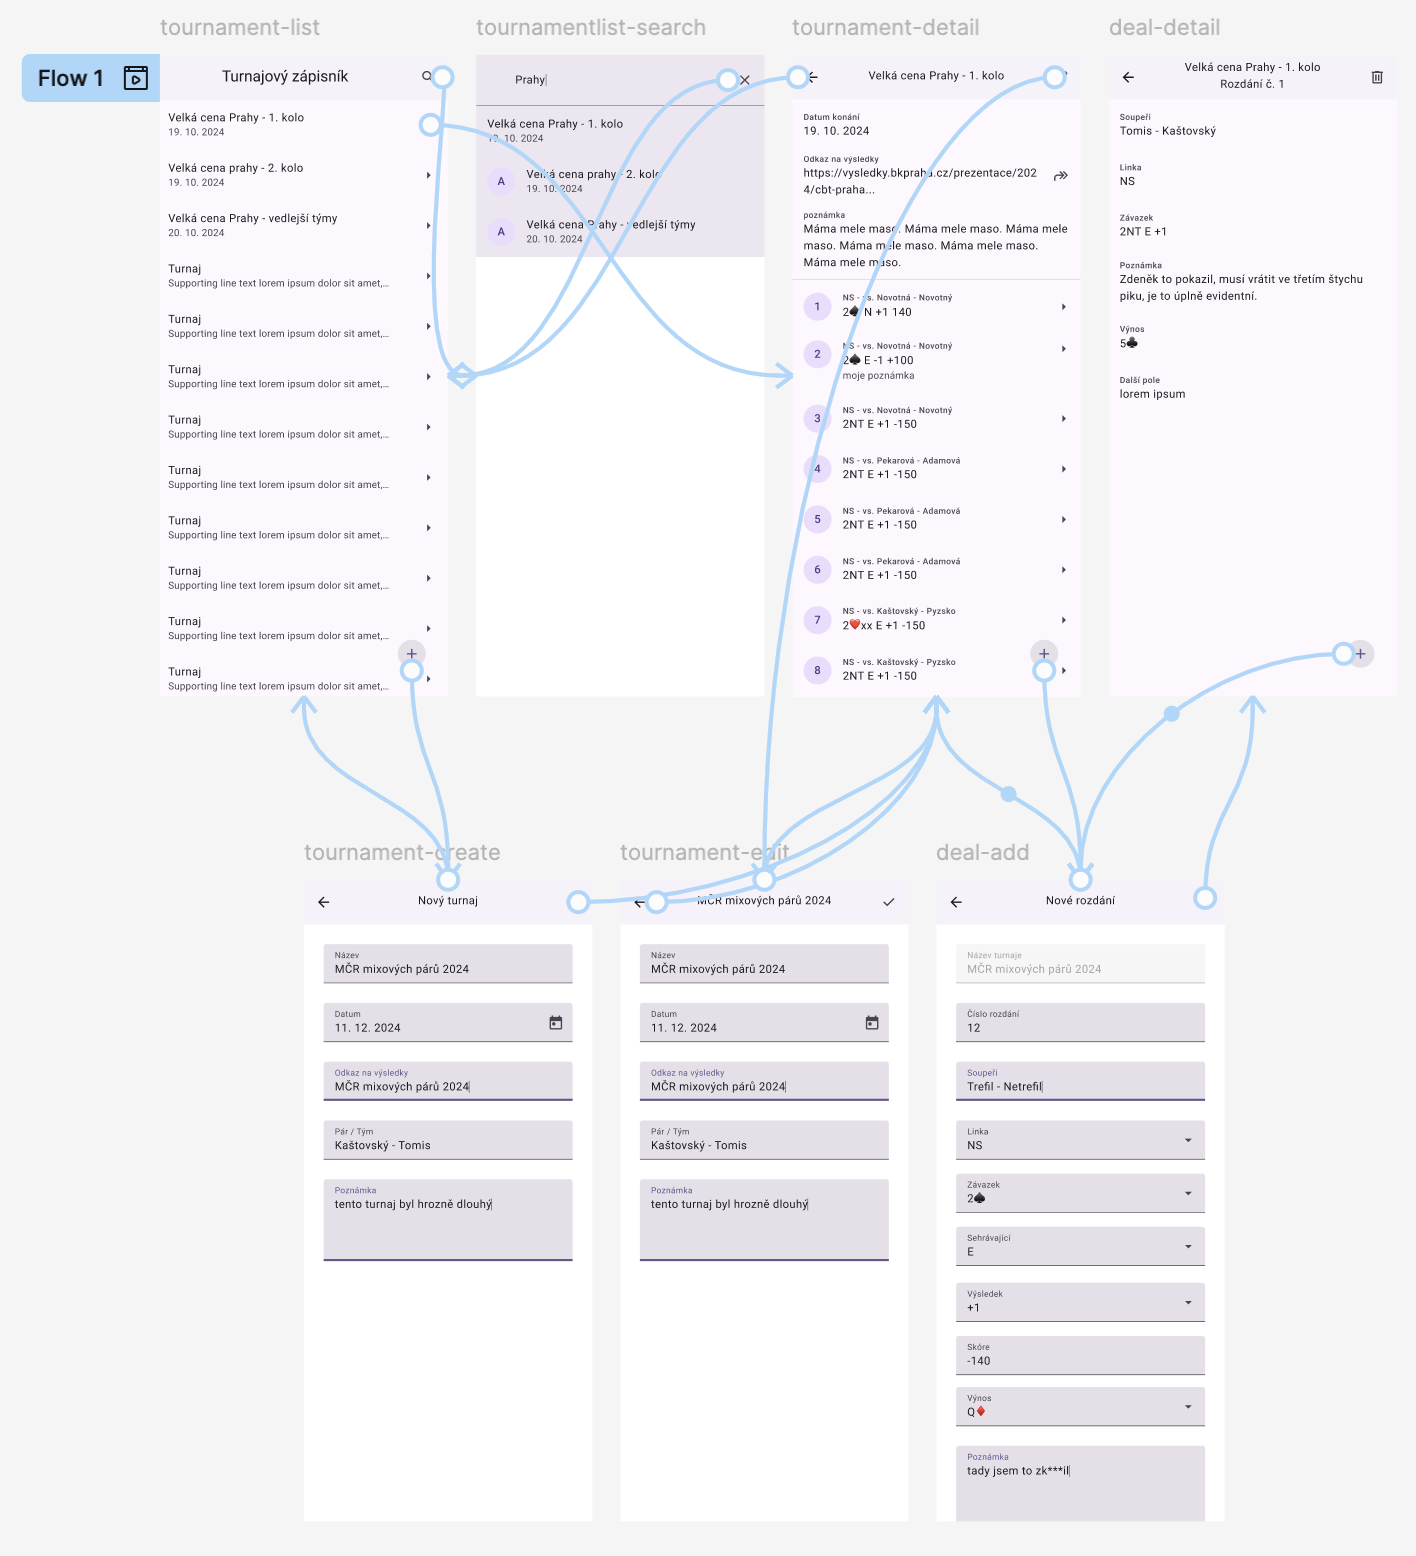 Flow 1
tournament-list
Turnajový zápisník
Velká cena Prahy - 1. kolo
19. 10. 2024
Velká cena prahy - 2. kolo
19. 10. 2024
Velká cena Prahy - vedlejší týmy
20. 10. 2024
Turnaj
Supporting line text lorem ipsum dolor sit amet,...
Turnaj
Supporting line text lorem ipsum dolor sit amet,...
Turnaj
Supporting line text lorem ipsum dolor sit amet,...
Turnaj
Supporting line text lorem ipsum dolor sit amet,...
Turnaj
Supporting line text lorem ipsum dolor sit amet,...
Turnaj
Supporting line text lorem ipsum dolor sit amet,...
Turnaj
Supporting line text lorem ipsum dolor sit amet,...
Turnaj
Supporting line text lorem ipsum dolor sit amet,...
Turnaj
Supporting line text lorem ipsum dolor sit amet,...
tournamentlist-search
Prahy
Velká cena Prahy - 1. kolo
19. 10. 2024
A
Velká cena prahy - 2. kolo
19. 10. 2024
A
Velká cena Prahy - vedlejší týmy
20. 10. 2024
tournament-detail
Velká cena Prahy - 1. kolo
Datum konání
19. 10. 2024
Odkaz na výsledky
https://vysledky.bkpraha.cz/prezentace/202
4/cbt-praha...
poznámka
Máma mele maso. Máma mele maso. Máma mele
maso. Máma mele maso. Máma mele maso.
Máma mele maso.
1
NS - vs. Novotná - Novotný
2♠ N +1 140
2
NS - vs. Novotná - Novotný
2♠ E -1 +100
moje poznámka
3
NS - vs. Novotná - Novotný
2NT E +1 -150
4
NS - vs. Pekarová - Adamová
2NT E +1 -150
5
NS - vs. Pekarová - Adamová
2NT E +1 -150
6
NS - vs. Pekarová - Adamová
2NT E +1 -150
7
NS - vs. Kaštovský - Pyzsko
2❤️xx E +1 -150
8
NS - vs. Kaštovský - Pyzsko
2NT E +1 -150
deal-detail
Velká cena Prahy - 1. kolo
Rozdání č. 1
Soupeři
Tomis - Kaštovský
Linka
NS
Závazek
2NT E +1
Poznámka
Zdeněk to pokazil, musí vrátit ve třetím štychu
piku, je to úplně evidentní.
Výnos
5♣
Další pole
lorem ipsum
tournament-create
Nový turnaj
Název
MČR mixových párů 2024
Datum
11. 12. 2024
Odkaz na výsledky
MČR mixových párů 2024
Pár / Tým
Kaštovský - Tomis
Poznámka
tento turnaj byl hrozně dlouhý
tournament-edit
MČR mixových párů 2024
Název
MČR mixových párů 2024
Datum
11. 12. 2024
Odkaz na výsledky
MČR mixových párů 2024
Pár / Tým
Kaštovský - Tomis
Poznámka
tento turnaj byl hrozně dlouhý
deal-add
Nové rozdání
Název turnaje
MČR mixových párů 2024
Číslo rozdání
12
Soupeři
Trefil - Netrefil
Linka
NS
Závazek
2♠
Sehrávající
E
Výsledek
+1
Skóre
-140
Výnos
Q♦
Poznámka
tady jsem to zk***il